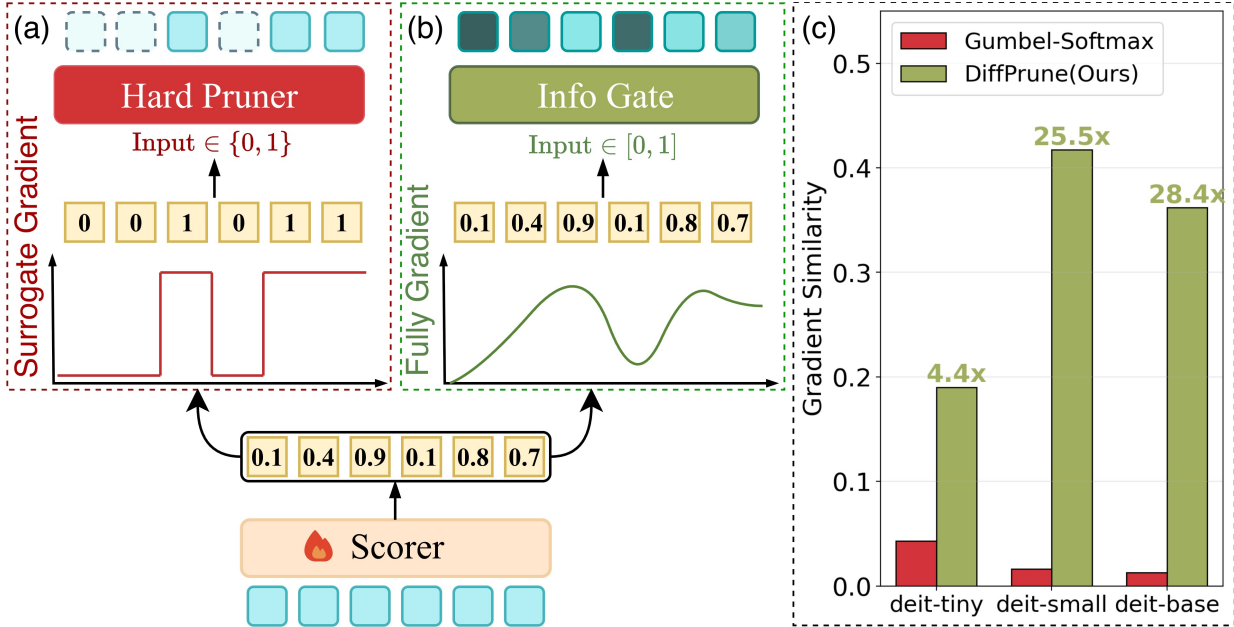 (a)
Hard Pruner
Input ∈ {0, 1}
Surrogate Gradient
0 0 1 0 1 1
(b)
Info Gate
Input ∈ [0, 1]
Fully Gradient
0.1 0.4 0.9 0.1 0.8 0.7
0.1 0.4 0.9 0.1 0.8 0.7
Scorer
(c)
Gumbel-Softmax
DiffPrune(Ours)
Gradient Similarity
0.5
0.4
0.3
0.2
0.1
0.0
4.4x
25.5x
28.4x
deit-tiny deit-small deit-base